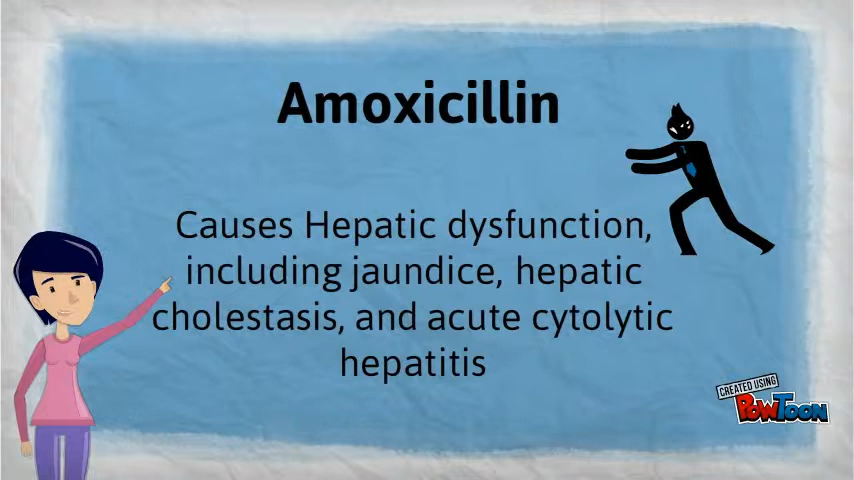 Amoxicillin
Causes Hepatic dysfunction,
including jaundice, hepatic
cholestasis, and acute cytolytic
hepatitis
CREATED USING
POWTOON